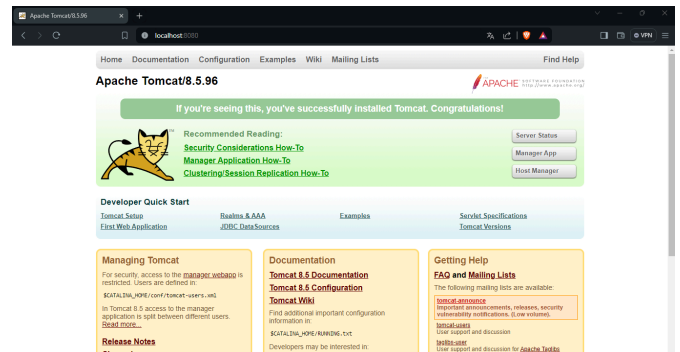 Apache Tomcat/8.5.96
localhost:8080
VPN
Home Documentation Configuration Examples Wiki Mailing Lists Find Help
Apache Tomcat/8.5.96
APACHE SOFTWARE FOUNDATION
http://www.apache.org/
If you're seeing this, you've successfully installed Tomcat. Congratulations!
TM
Recommended Reading:
Security Considerations How-To
Manager Application How-To
Clustering/Session Replication How-To
Server Status
Manager App
Host Manager
Developer Quick Start
Tomcat Setup
First Web Application
Realms & AAA
JDBC DataSources
Examples
Servlet Specifications
Tomcat Versions
Managing Tomcat
For security, access to the manager webapp is
restricted. Users are defined in:
$CATALINA_HOME/conf/tomcat-users.xml
In Tomcat 8.5 access to the manager
application is split between different users.
Read more...
Release Notes
Documentation
Tomcat 8.5 Documentation
Tomcat 8.5 Configuration
Tomcat Wiki
Find additional important configuration
information in:
$CATALINA_HOME/RUNNING.txt
Developers may be interested in:
Getting Help
FAQ and Mailing Lists
The following mailing lists are available:
tomcat-announce
Important announcements, releases, security
vulnerability notifications. (Low volume).
tomcat-users
User support and discussion
taglibs-user
User support and discussion for Apache Taglibs